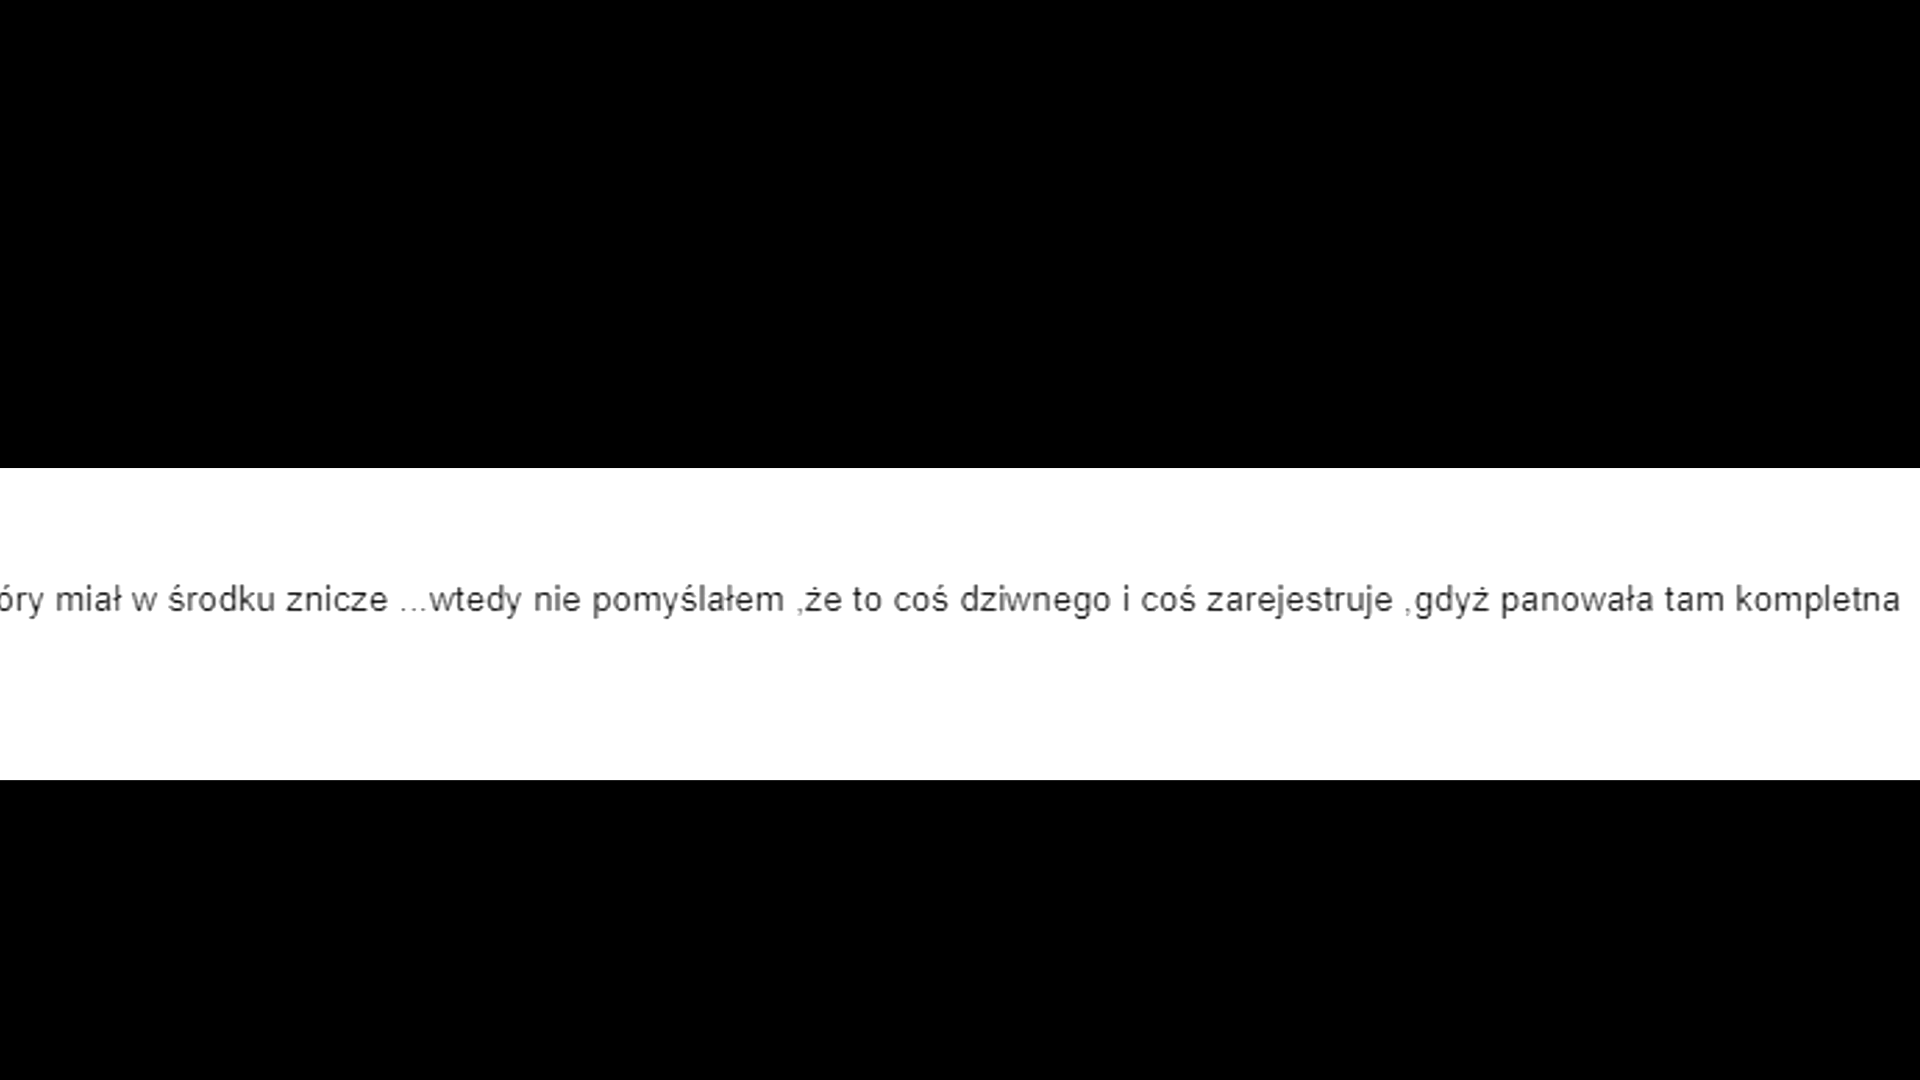 óry miał w środku znicze ...wtedy nie pomyślałem ,że to coś dziwnego i coś zarejestruje ,gdyż panowała tam kompletna